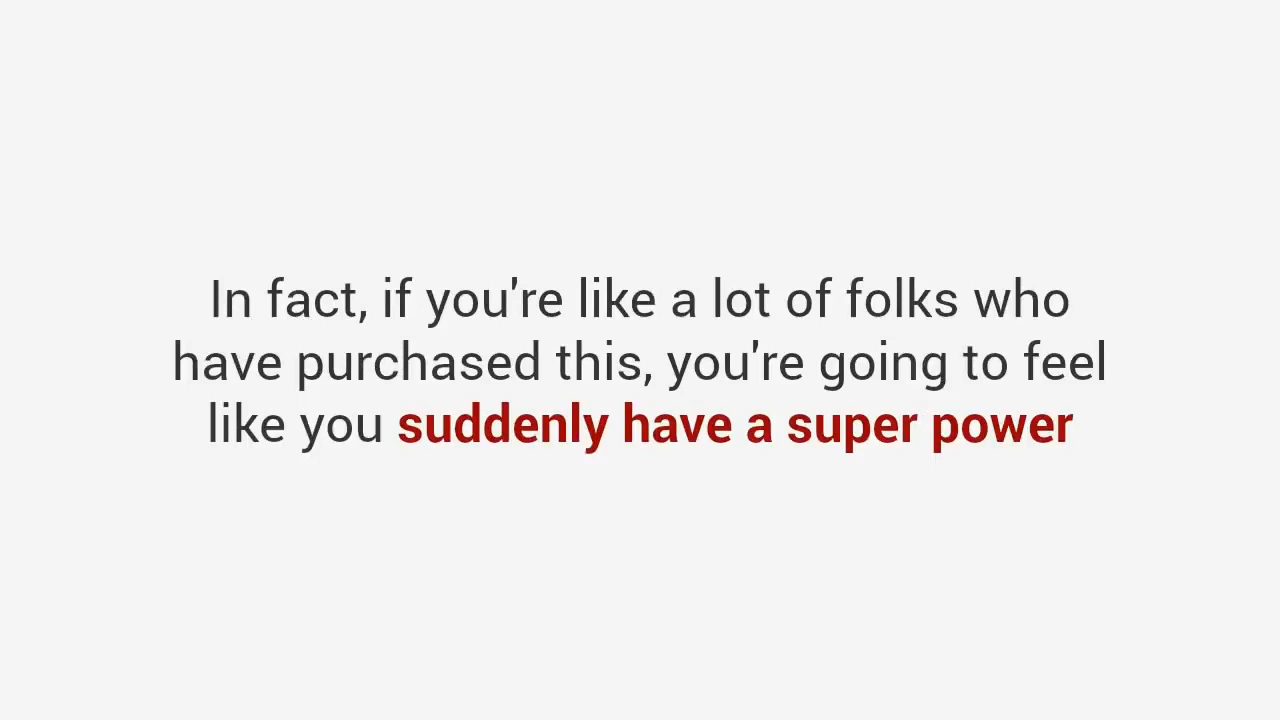 In fact, if you're like a lot of folks who
have purchased this, you're going to feel
like you suddenly have a super power